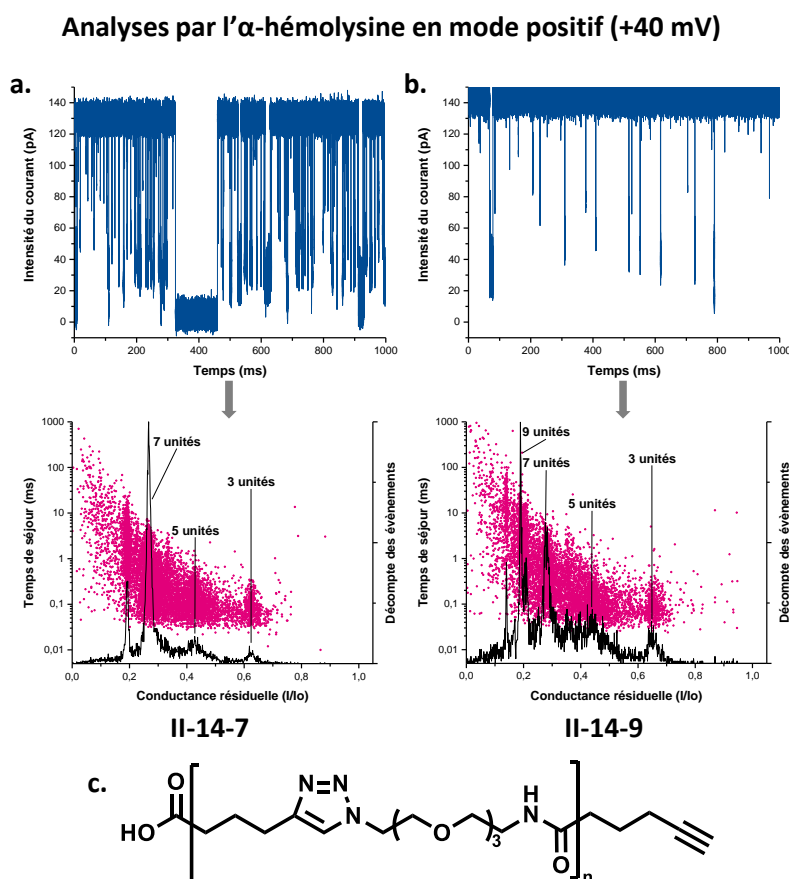 Analyses par l'α-hémolysine en mode positif (+40 mV)
a.
Intensité du courant (pA)
140
120
100
80
60
40
20
0
0 200 400 600 800 1000
Temps (ms)
b.
Intensité du courant (pA)
140
120
100
80
60
40
20
0
0 200 400 600 800 1000
Temps (ms)
Temps de séjour (ms)
1000
100
10
1
0,1
0,01
7 unités
3 unités
5 unités
Décompte des évènements
0,0 0,2 0,4 0,6 0,8 1,0
Conductance résiduelle (I/Io)
II-14-7
Temps de séjour (ms)
1000
100
10
1
0,1
0,01
9 unités
7 unités
3 unités
5 unités
Décompte des évènements
0,0 0,2 0,4 0,6 0,8 1,0
Conductance résiduelle (I/Io)
II-14-9
c.
O
HO
N=N
N
O
3
H
N
O
n